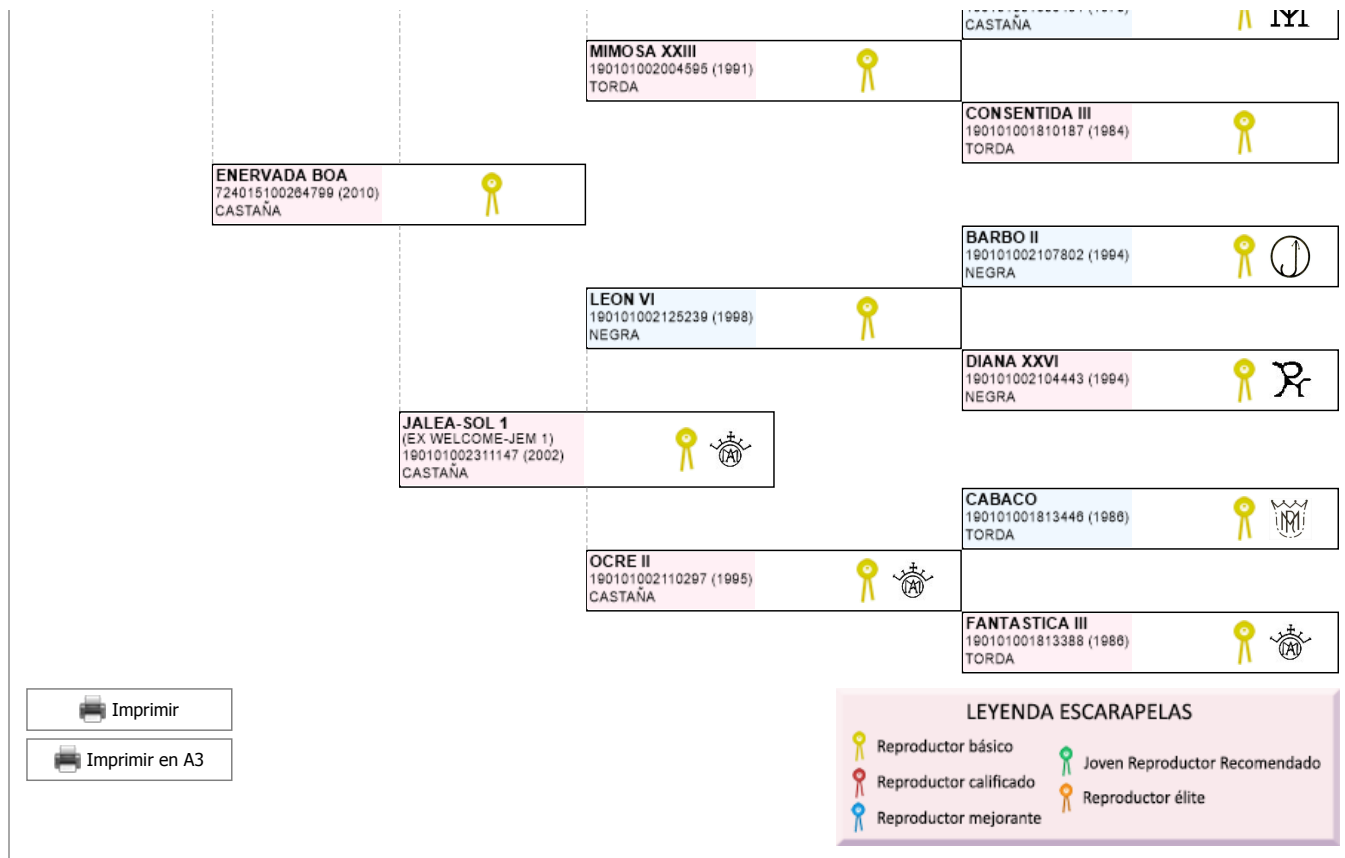 CASTAÑA
MIMOSA XXIII
190101002004595 (1991)
TORDA
CONSENTIDA III
190101001810187 (1984)
TORDA
ENERVADA BOA
724015100264799 (2010)
CASTAÑA
BARBO II
190101002107802 (1994)
NEGRA
LEON VI
190101002125239 (1998)
NEGRA
DIANA XXVI
190101002104443 (1994)
NEGRA
JALEA-SOL 1
(EX WELCOME-JEM 1)
190101002311147 (2002)
CASTAÑA
CABACO
190101001813446 (1986)
TORDA
OCRE II
190101002110297 (1995)
CASTAÑA
FANTASTICA III
190101001813388 (1986)
TORDA
Imprimir
Imprimir en A3
LEYENDA ESCARAPELAS
Reproductor básico
Reproductor calificado
Reproductor mejorante
Joven Reproductor Recomendado
Reproductor élite